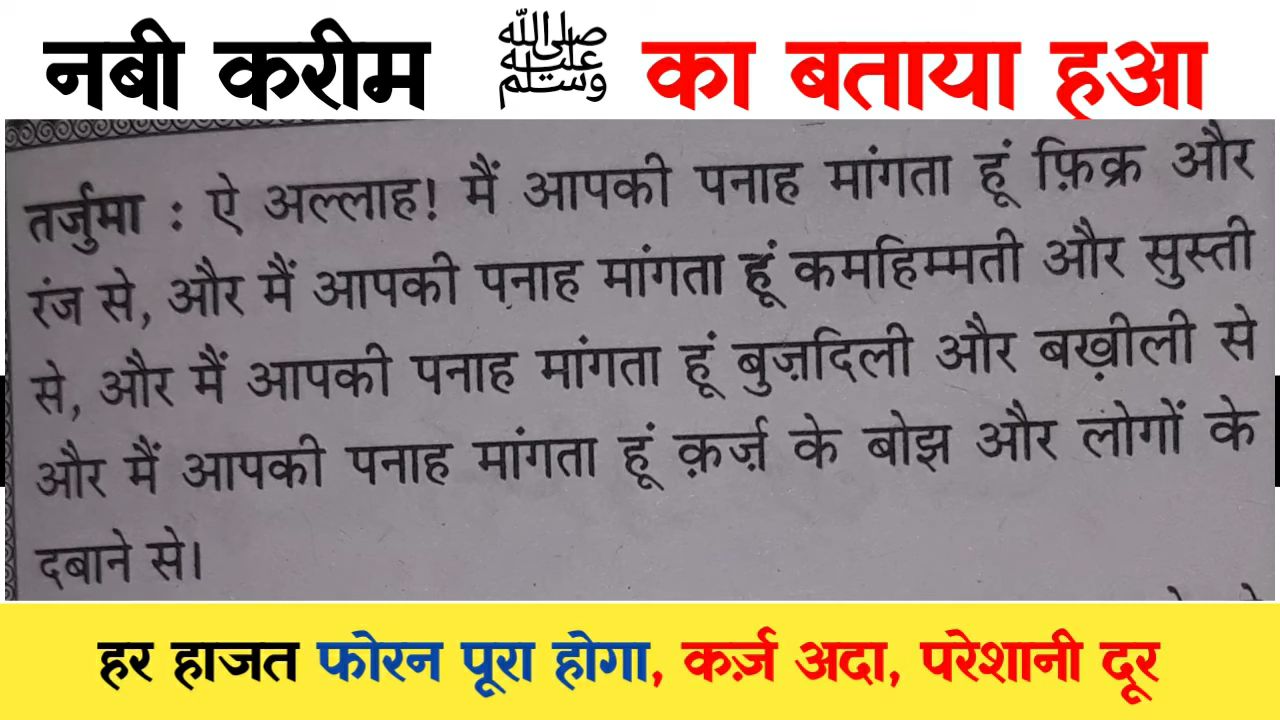 नबी करीम ﷺ का बताया हुआ
तर्जुमा : ऐ अल्लाह! मैं आपकी पनाह मांगता हूं फ़िक्र और
रंज से, और मैं आपकी पनाह मांगता हूं कमहिम्मती और सुस्ती
से, और मैं आपकी पनाह मांगता हूं बुज़दिली और बख़ीली से
और मैं आपकी पनाह मांगता हूं क़र्ज़ के बोझ और लोगों के
दबाने से।
हर हाजत फोरन पूरा होगा, कर्ज़ अदा, परेशानी दूर